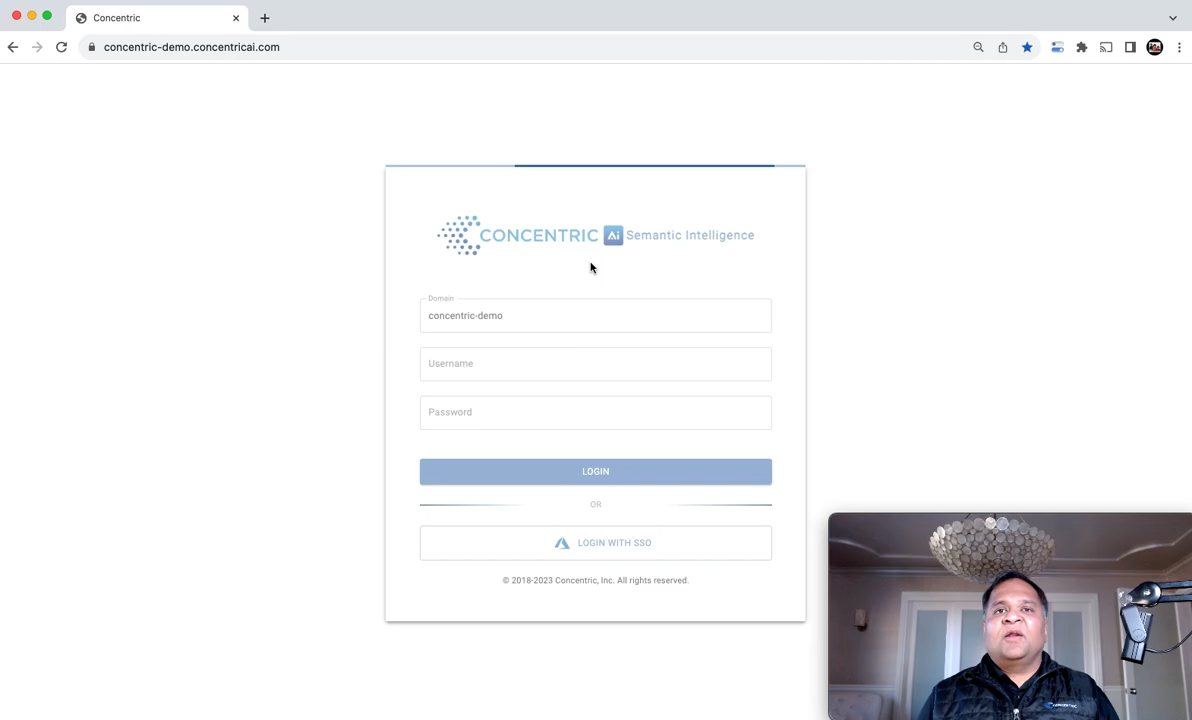 Concentric
concentric-demo.concentricai.com
CONCENTRIC Ai Semantic Intelligence
Domain
concentric-demo
Username
Password
LOGIN
OR
LOGIN WITH SSO
© 2018-2023 Concentric, Inc. All rights reserved.
CONCENTRIC